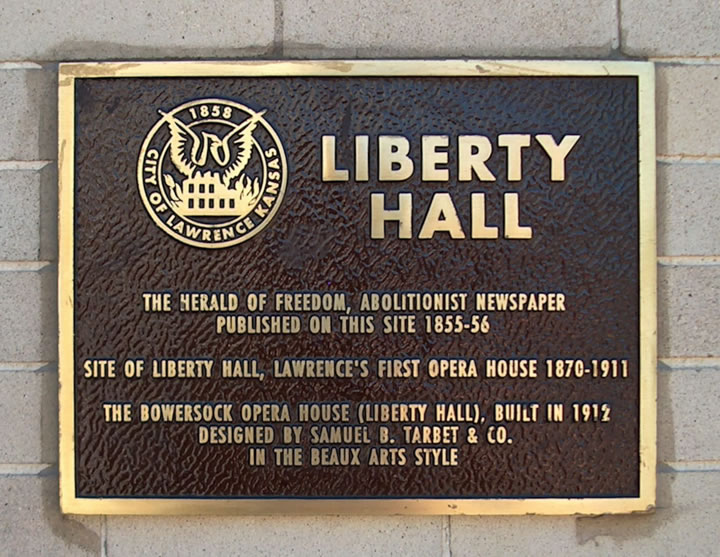 1858
CITY OF LAWRENCE KANSAS
LIBERTY
HALL
THE HERALD OF FREEDOM, ABOLITIONIST NEWSPAPER
PUBLISHED ON THIS SITE 1855-56
SITE OF LIBERTY HALL, LAWRENCE'S FIRST OPERA HOUSE 1870-1911
THE BOWERSOCK OPERA HOUSE (LIBERTY HALL), BUILT IN 1912
DESIGNED BY SAMUEL B. TARBET & CO.
IN THE BEAUX ARTS STYLE